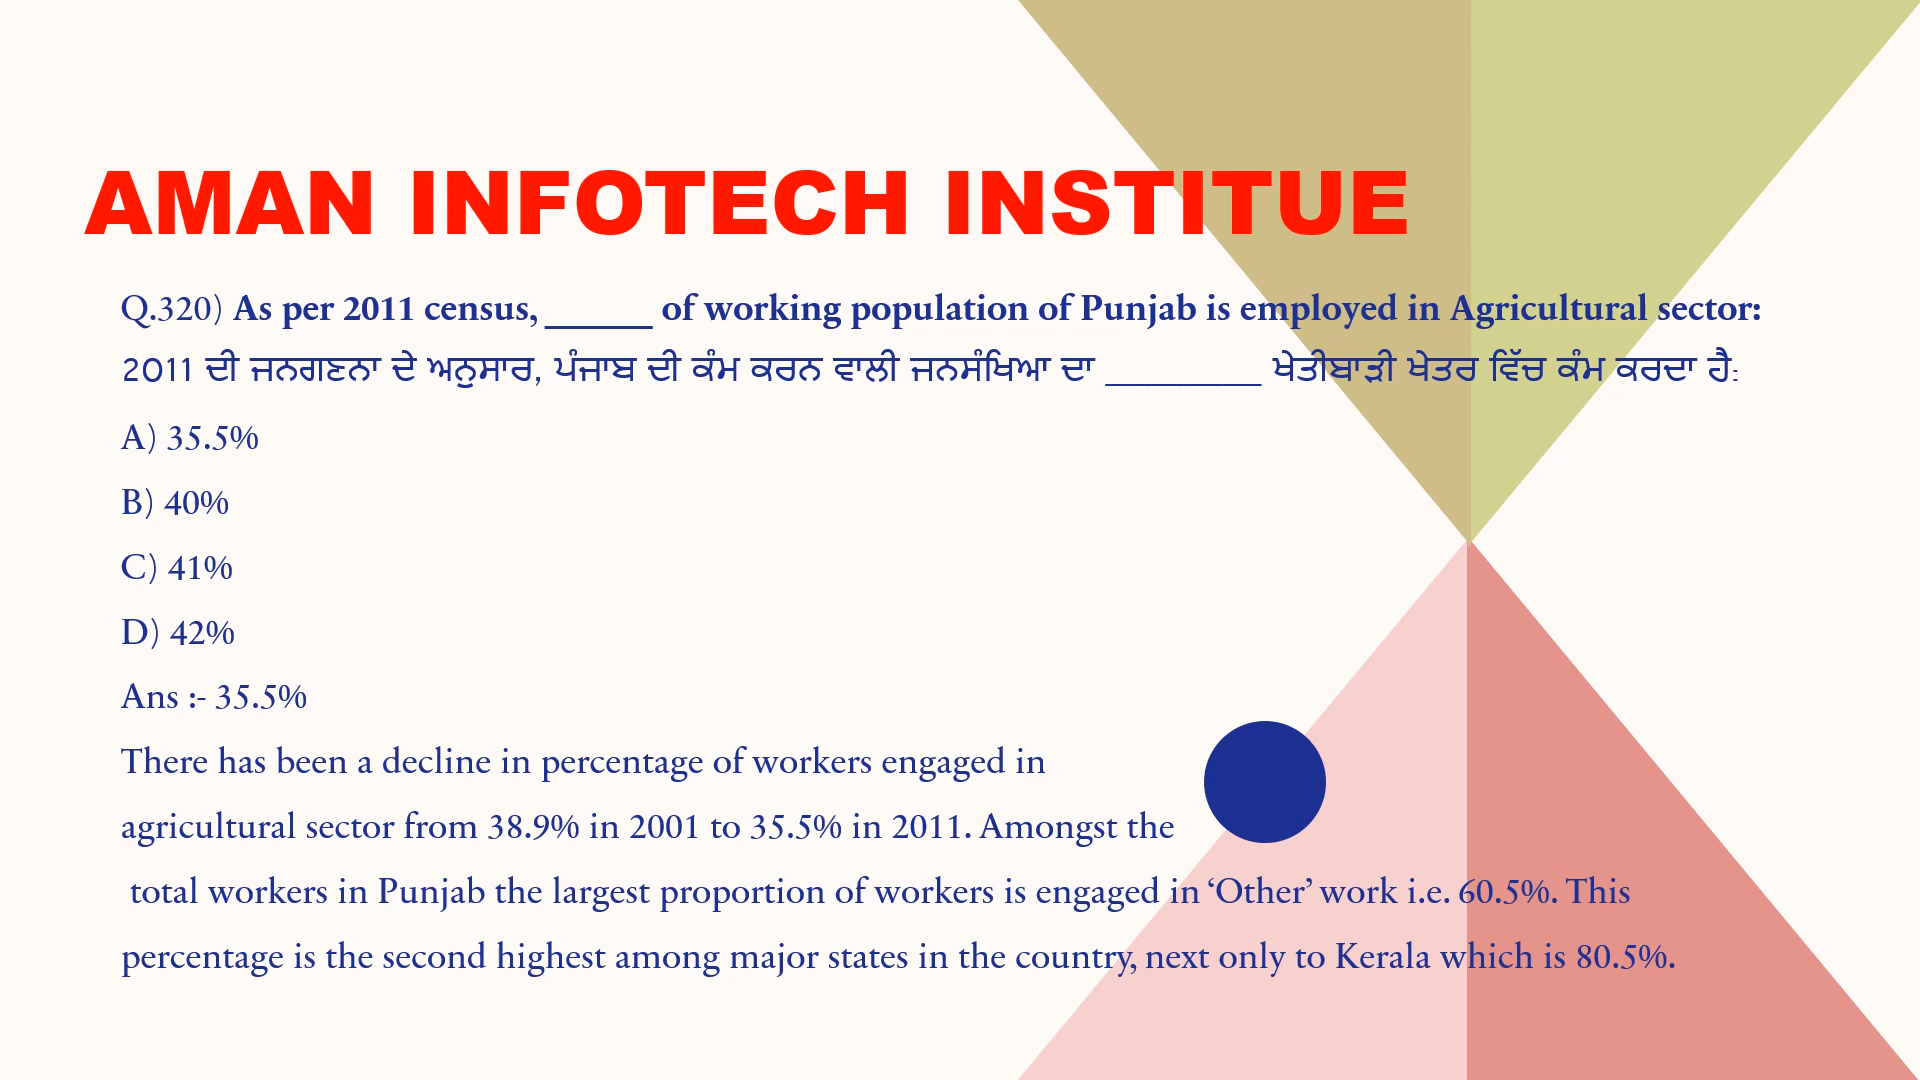 AMAN INFOTECH INSTITUE
Q.320) As per 2011 census, ______ of working population of Punjab is employed in Agricultural sector:
2011 ਦੀ ਜਨਗਣਨਾ ਦੇ ਅਨੁਸਾਰ, ਪੰਜਾਬ ਦੀ ਕੰਮ ਕਰਨ ਵਾਲੀ ਜਨਸੰਖਿਆ ਦਾ ________ ਖੇਤੀਬਾੜੀ ਖੇਤਰ ਵਿੱਚ ਕੰਮ ਕਰਦਾ ਹੈ:
A) 35.5%
B) 40%
C) 41%
D) 42%
Ans :- 35.5%
There has been a decline in percentage of workers engaged in
agricultural sector from 38.9% in 2001 to 35.5% in 2011. Amongst the
total workers in Punjab the largest proportion of workers is engaged in ‘Other’ work i.e. 60.5%. This
percentage is the second highest among major states in the country, next only to Kerala which is 80.5%.